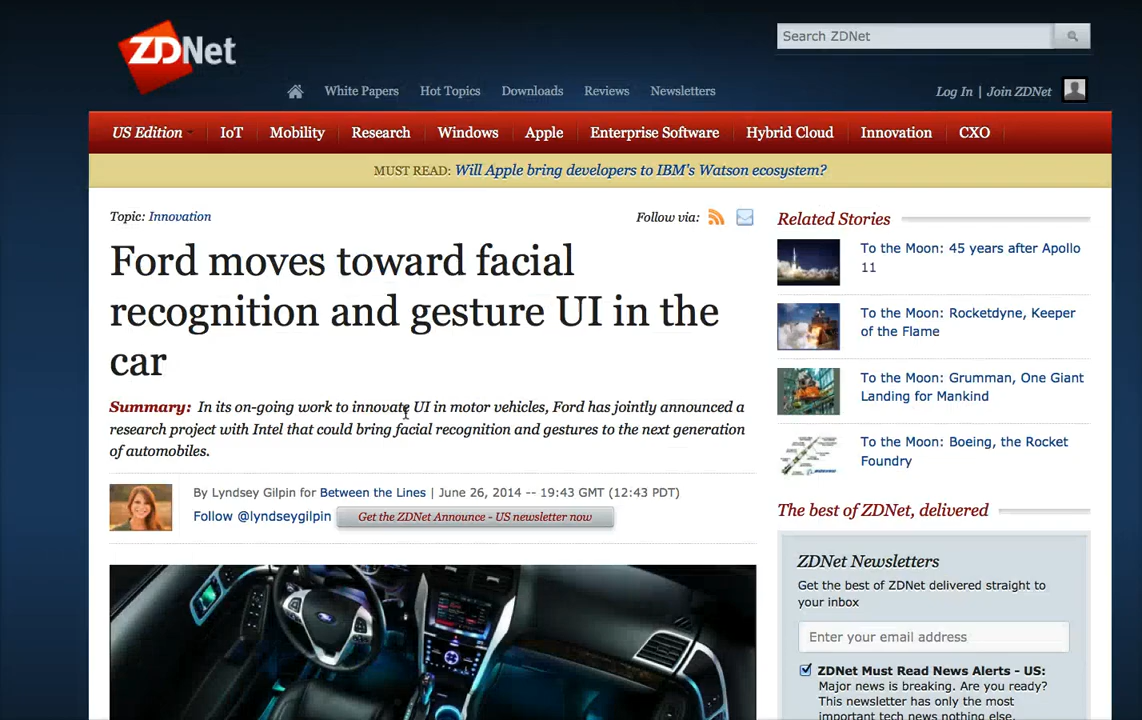 ZDNet
Search ZDNet
White Papers Hot Topics Downloads Reviews Newsletters
Log In | Join ZDNet
US Edition IoT Mobility Research Windows Apple Enterprise Software Hybrid Cloud Innovation CXO
MUST READ: Will Apple bring developers to IBM's Watson ecosystem?
Topic: Innovation
Follow via:
Ford moves toward facial
recognition and gesture UI in the
car
Summary: In its on-going work to innovate UI in motor vehicles, Ford has jointly announced a
research project with Intel that could bring facial recognition and gestures to the next generation
of automobiles.
By Lyndsey Gilpin for Between the Lines | June 26, 2014 -- 19:43 GMT (12:43 PDT)
Follow @lyndseygilpin
Get the ZDNet Announce - US newsletter now
Related Stories
To the Moon: 45 years after Apollo
11
To the Moon: Rocketdyne, Keeper
of the Flame
To the Moon: Grumman, One Giant
Landing for Mankind
To the Moon: Boeing, the Rocket
Foundry
The best of ZDNet, delivered
ZDNet Newsletters
Get the best of ZDNet delivered straight to
your inbox
Enter your email address
ZDNet Must Read News Alerts - US:
Major news is breaking. Are you ready?
This newsletter has only the most
important tech news nothing else.